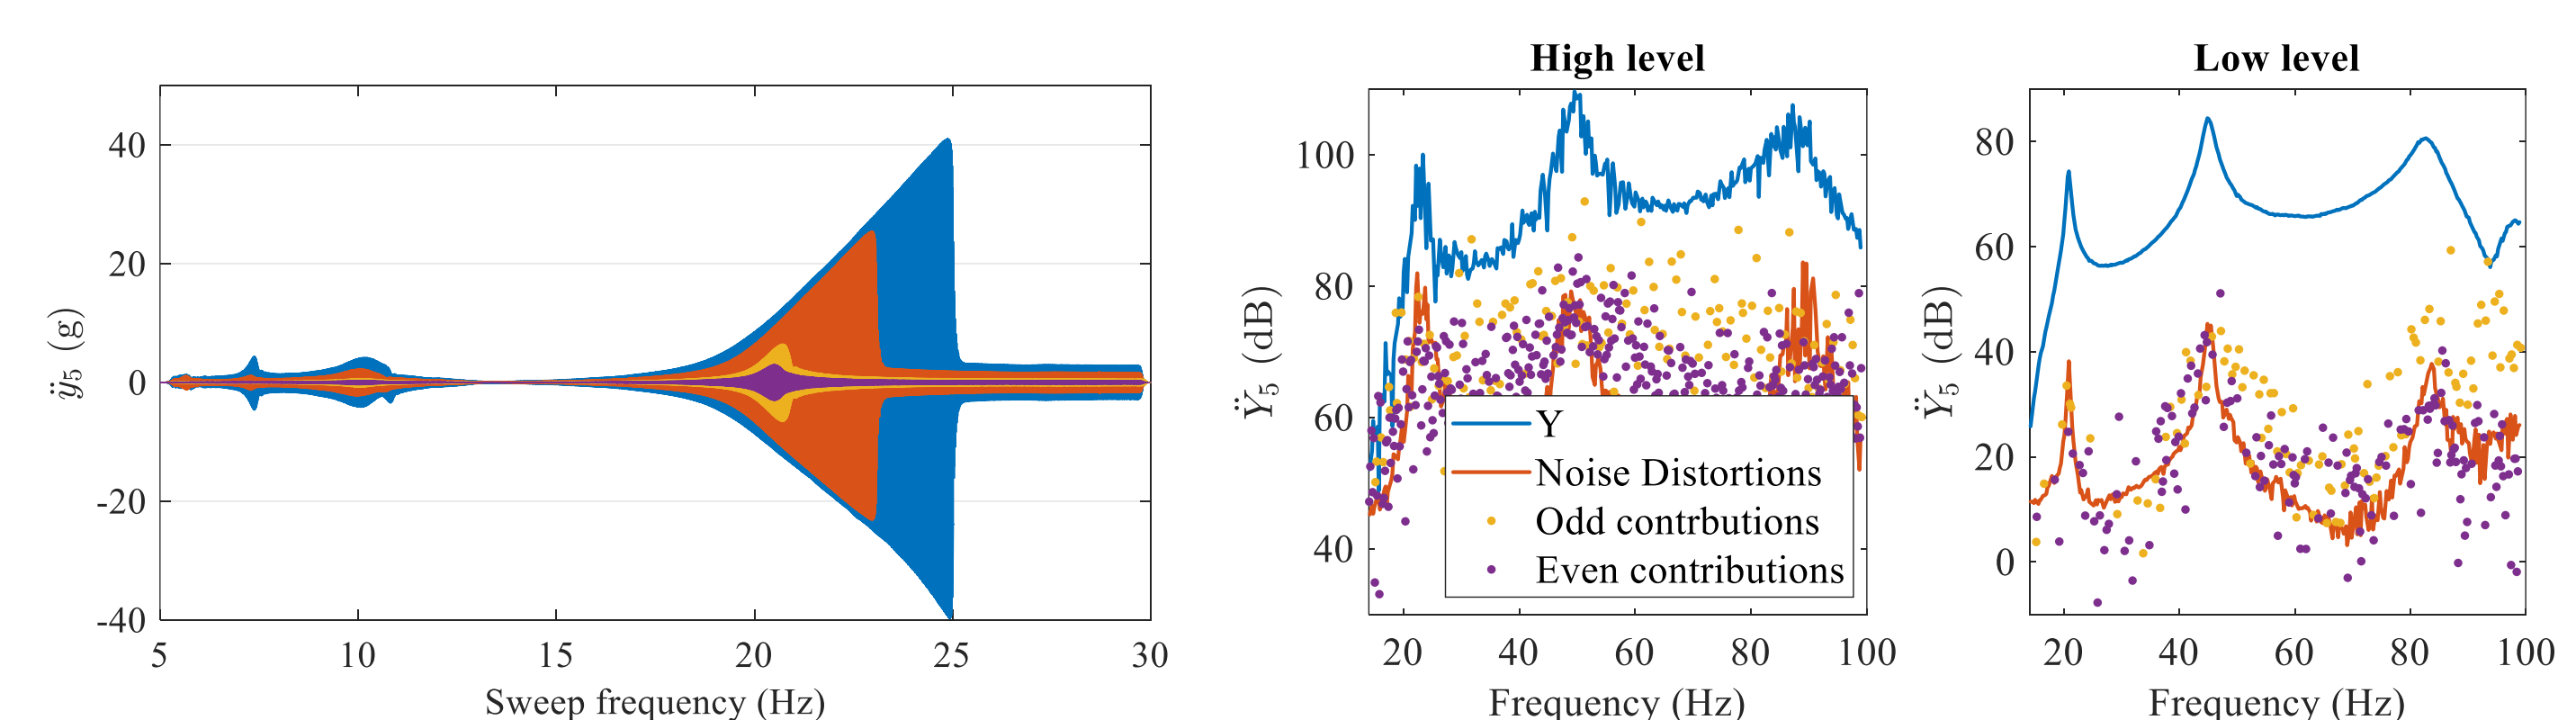 ÿ5 (g)
40
20
0
-20
-40
5 10 15 20 25 30
Sweep frequency (Hz)
High level
Ÿ5 (dB)
100
80
60
40
Y
Noise Distortions
Odd contrbutions
Even contributions
20 40 60 80 100
Frequency (Hz)
Low level
Ÿ5 (dB)
80
60
40
20
0
20 40 60 80 100
Frequency (Hz)